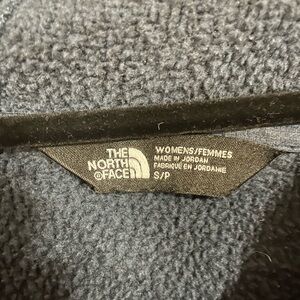 THE
NORTH
®FACE
WOMENS/FEMMES
MADE IN JORDAN
FABRIQUÉ EN JORDANIE
S/P